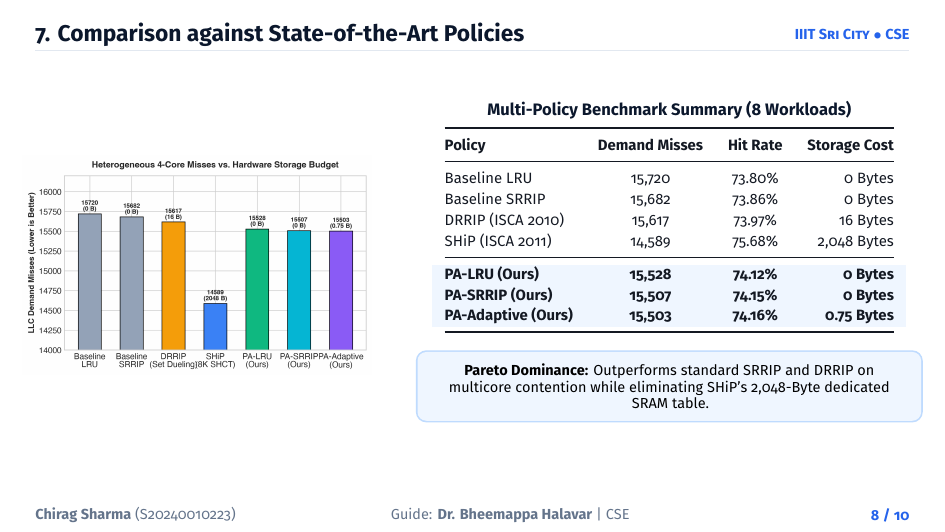 7. Comparison against State-of-the-Art Policies
IIIT Sri City • CSE
Heterogeneous 4-Core Misses vs. Hardware Storage Budget
LLC Demand Misses (Lower is Better)
16000
15750
15500
15250
15000
14750
14500
14250
14000
15720
(0 B)
15682
(0 B)
15617
(16 B)
14589
(2048 B)
15528
(0 B)
15507
(0 B)
15503
(0.75 B)
Baseline
LRU
Baseline
SRRIP
DRRIP
(Set Dueling)
SHiP
(8K SHCT)
PA-LRU
(Ours)
PA-SRRIP
(Ours)
PA-Adaptive
(Ours)
Multi-Policy Benchmark Summary (8 Workloads)
Policy Demand Misses Hit Rate Storage Cost
Baseline LRU 15,720 73.80% 0 Bytes
Baseline SRRIP 15,682 73.86% 0 Bytes
DRRIP (ISCA 2010) 15,617 73.97% 16 Bytes
SHiP (ISCA 2011) 14,589 75.68% 2,048 Bytes
PA-LRU (Ours) 15,528 74.12% 0 Bytes
PA-SRRIP (Ours) 15,507 74.15% 0 Bytes
PA-Adaptive (Ours) 15,503 74.16% 0.75 Bytes
Pareto Dominance: Outperforms standard SRRIP and DRRIP on
multicore contention while eliminating SHiP's 2,048-Byte dedicated
SRAM table.
Chirag Sharma (S20240010223)
Guide: Dr. Bheemappa Halavar | CSE
8 / 10